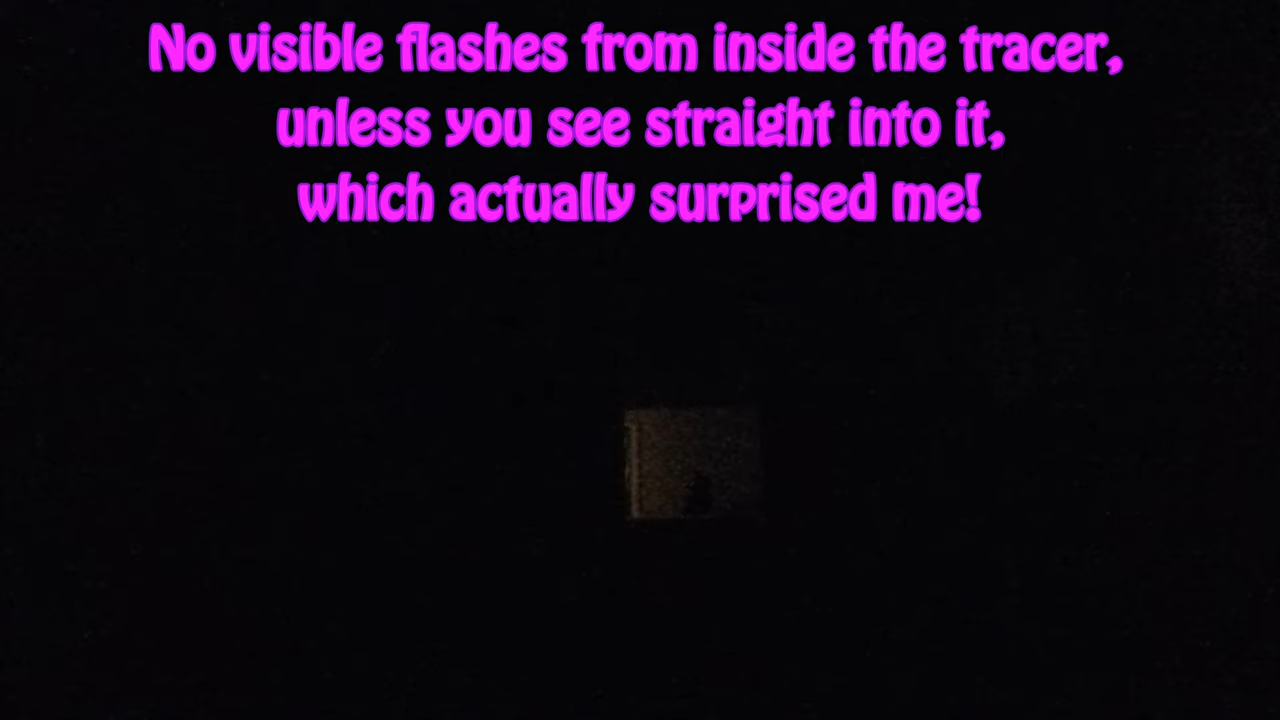 No visible flashes from inside the tracer,
unless you see straight into it,
which actually surprised me!